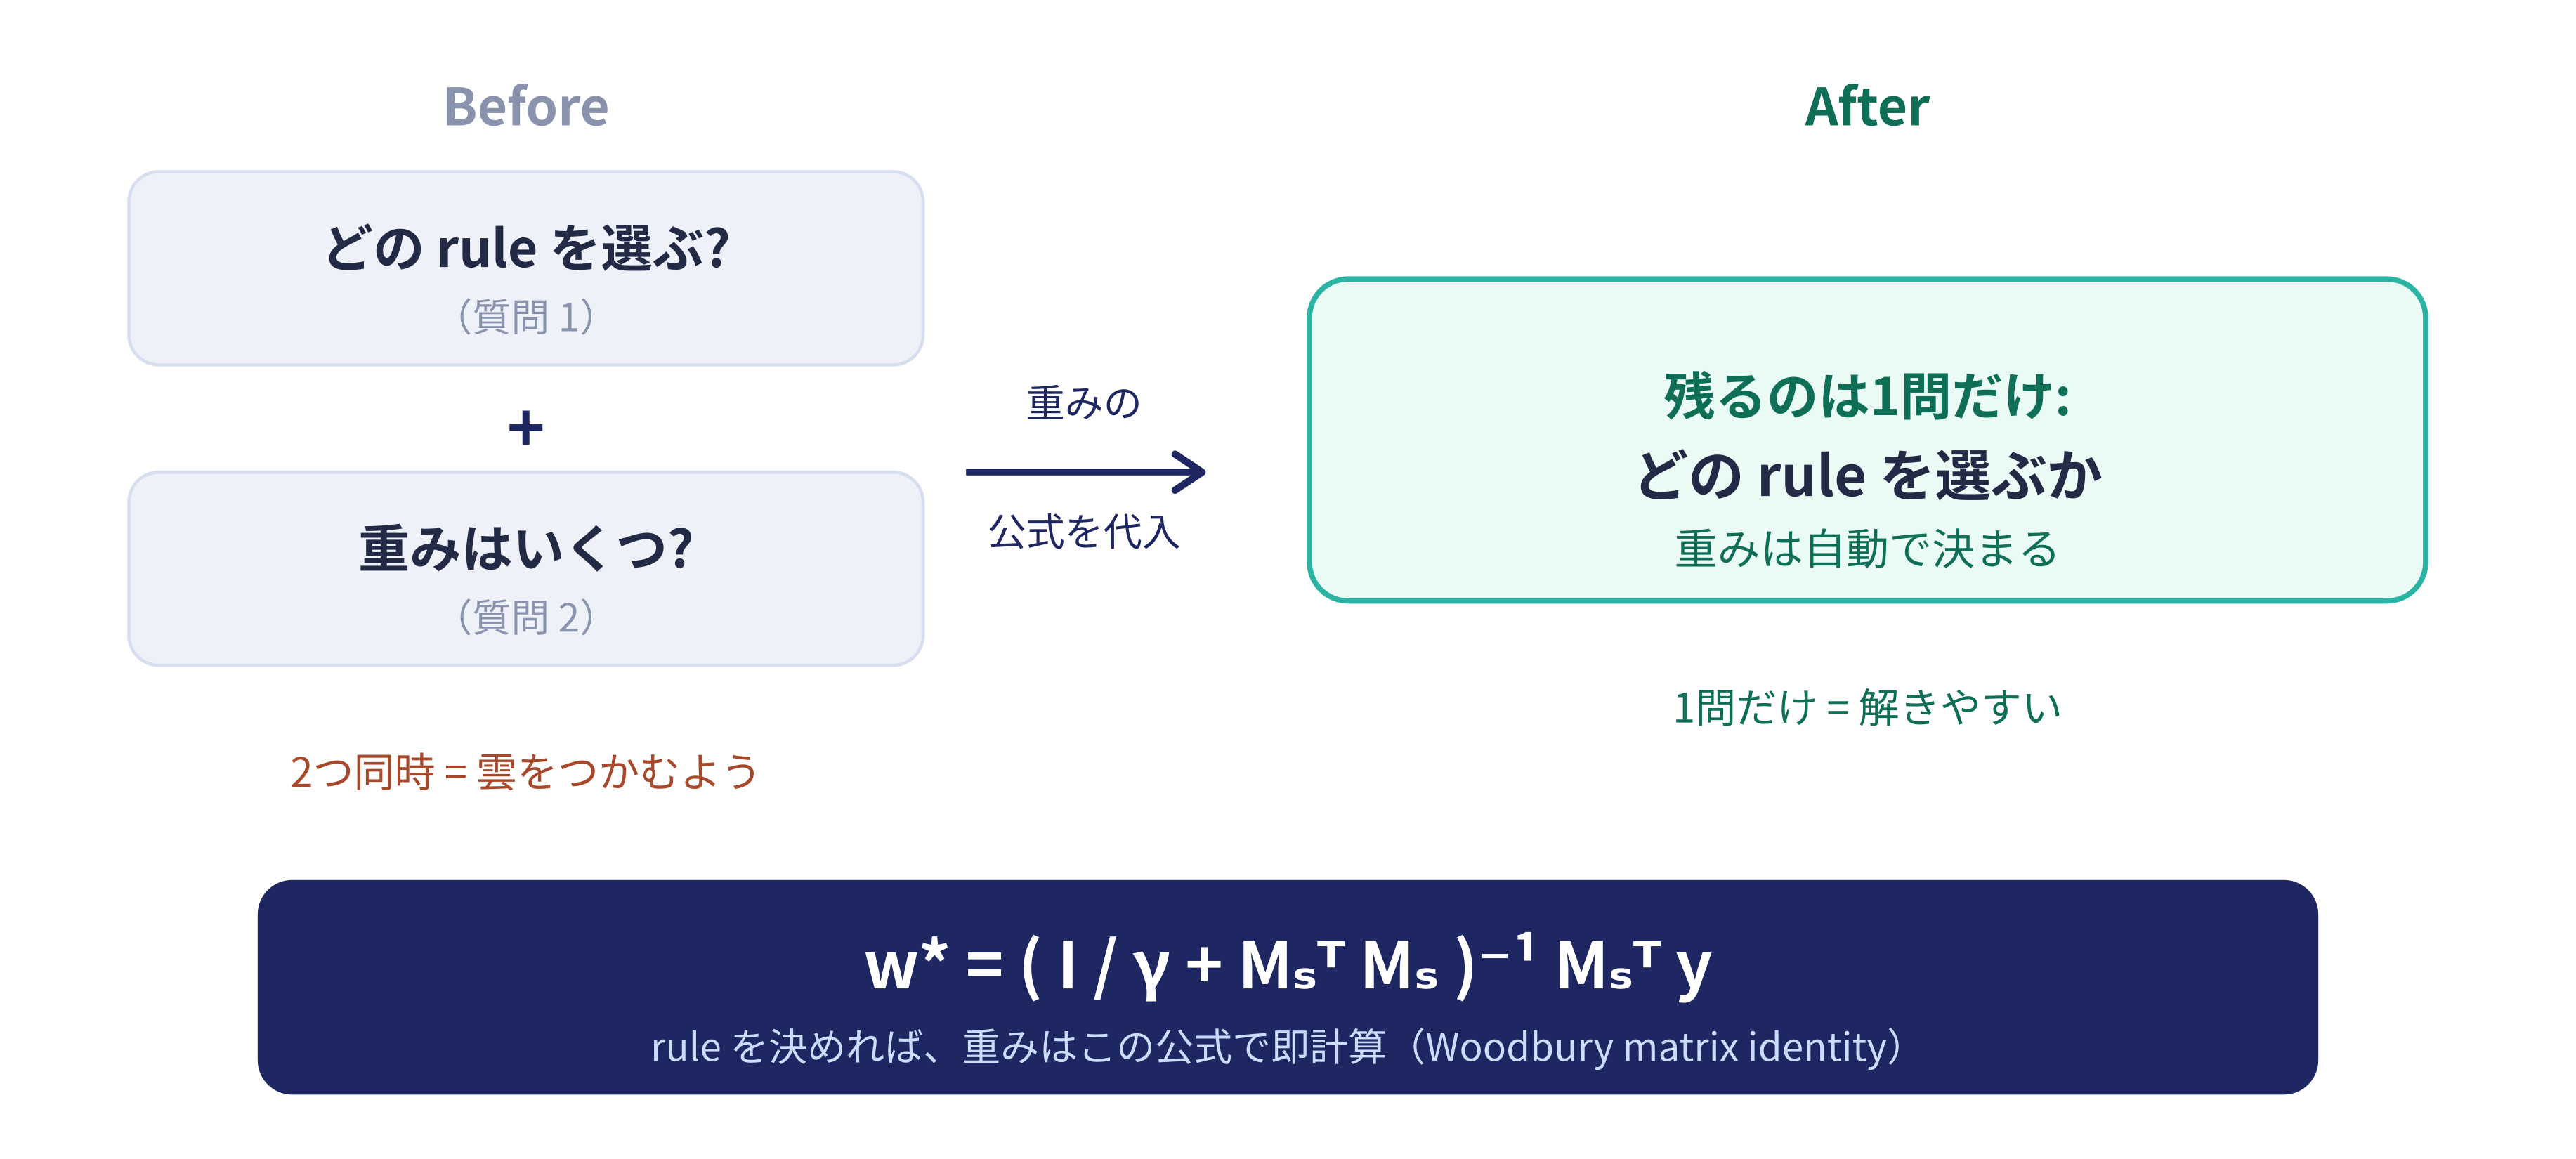 Before
どの rule を選ぶ?
（質問 1）
+
重みはいくつ?
（質問 2）
2つ同時 = 雲をつかむよう
重みの
公式を代入
After
残るのは1問だけ:
どの rule を選ぶか
重みは自動で決まる
1問だけ = 解きやすい
w* = ( I / γ + Mₛᵀ Mₛ )⁻¹ Mₛᵀ y
rule を決めれば、重みはこの公式で即計算（Woodbury matrix identity）